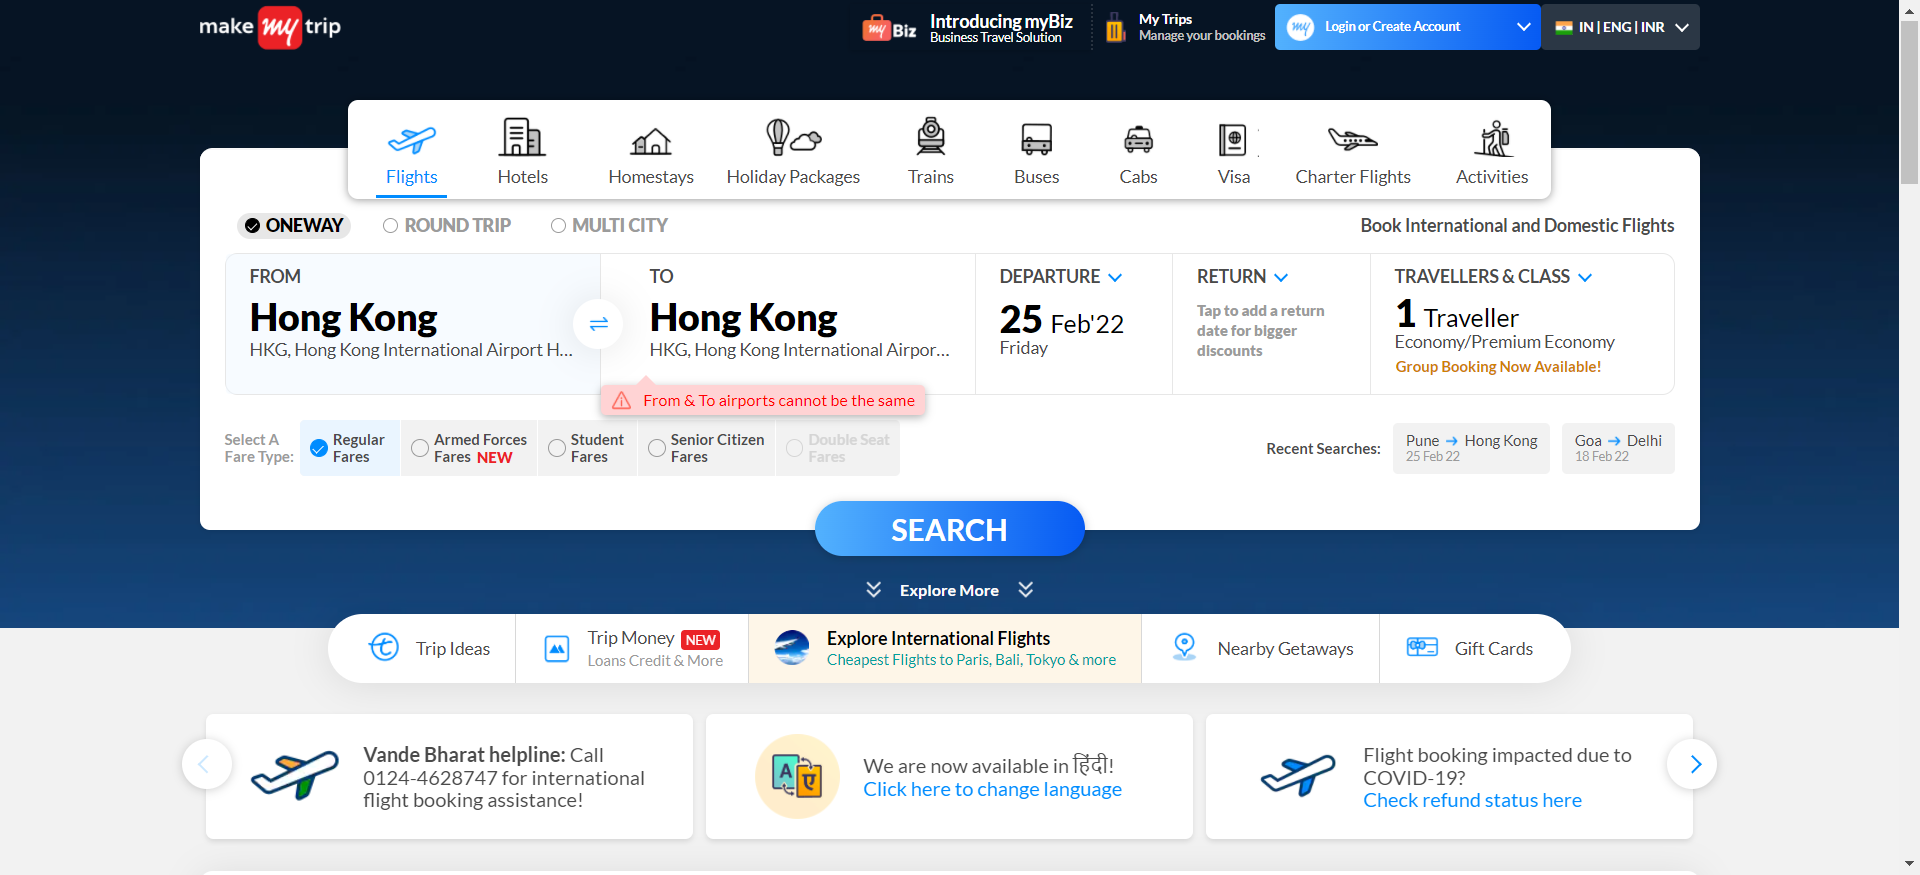 make my trip
my Biz
Introducing myBiz
Business Travel Solution
My Trips
Manage your bookings
my
Login or Create Account
IN | ENG | INR
Flights
Hotels
Homestays
Holiday Packages
Trains
Buses
Cabs
Visa
Charter Flights
Activities
ONEWAY
ROUND TRIP
MULTI CITY
Book International and Domestic Flights
FROM
Hong Kong
HKG, Hong Kong International Airport H...
TO
Hong Kong
HKG, Hong Kong International Airpor...
DEPARTURE
25 Feb'22
Friday
RETURN
Tap to add a return
date for bigger
discounts
TRAVELLERS & CLASS
1 Traveller
Economy/Premium Economy
Group Booking Now Available!
From & To airports cannot be the same
Select A
Fare Type:
Regular
Fares
Armed Forces
Fares NEW
Student
Fares
Senior Citizen
Fares
Double Seat
Fares
Recent Searches:
Pune → Hong Kong
25 Feb 22
Goa → Delhi
18 Feb 22
SEARCH
Explore More
Trip Ideas
Trip Money NEW
Loans Credit & More
Explore International Flights
Cheapest Flights to Paris, Bali, Tokyo & more
Nearby Getaways
Gift Cards
Vande Bharat helpline: Call
0124-4628747 for international
flight booking assistance!
A ए
We are now available in हिंदी!
Click here to change language
Flight booking impacted due to
COVID-19?
Check refund status here